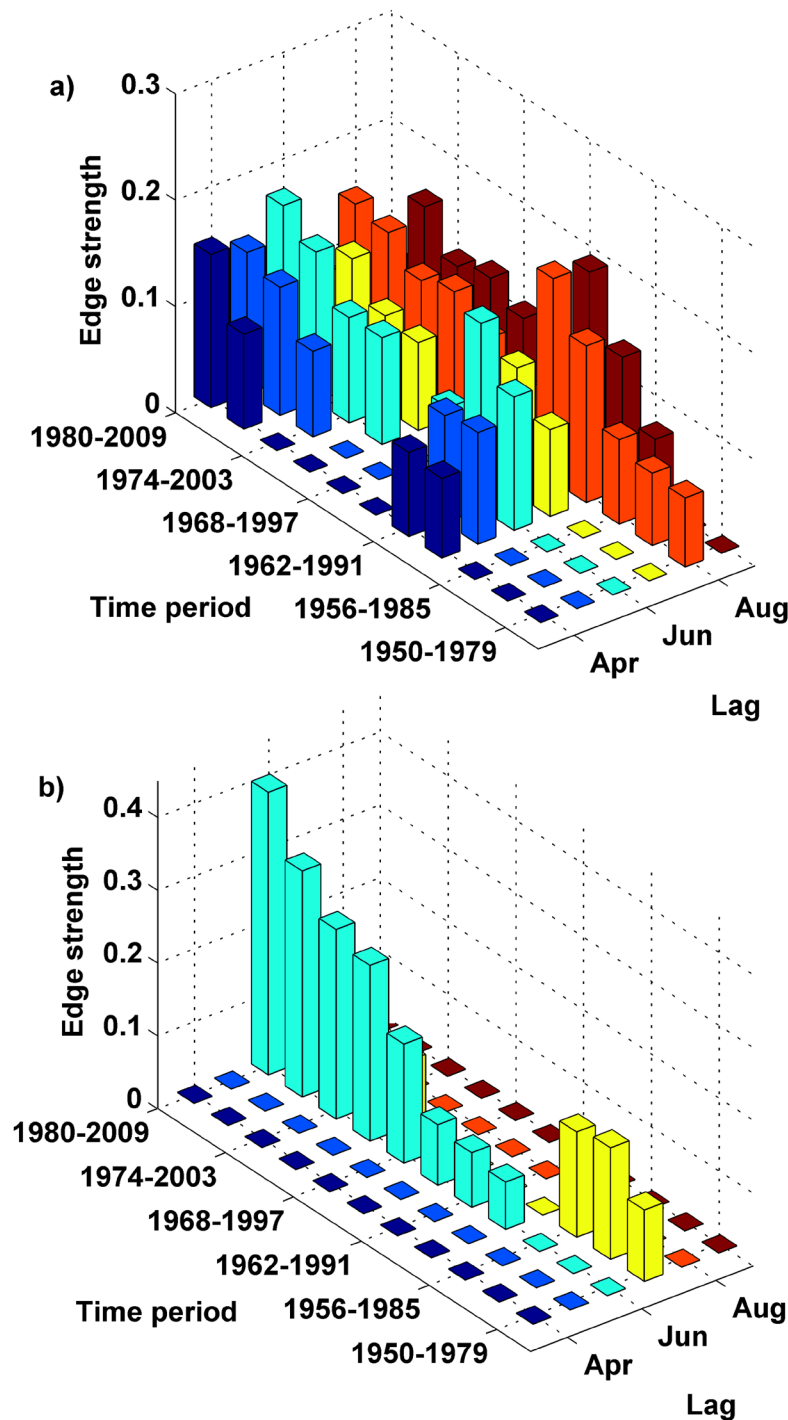 a)
0.3
0.2
0.1
0
Edge strength
1980-2009
1974-2003
1968-1997
1962-1991
1956-1985
1950-1979
Time period
Apr
Jun
Aug
Lag
b)
0.4
0.3
0.2
0.1
0
Edge strength
1980-2009
1974-2003
1968-1997
1962-1991
1956-1985
1950-1979
Time period
Apr
Jun
Aug
Lag